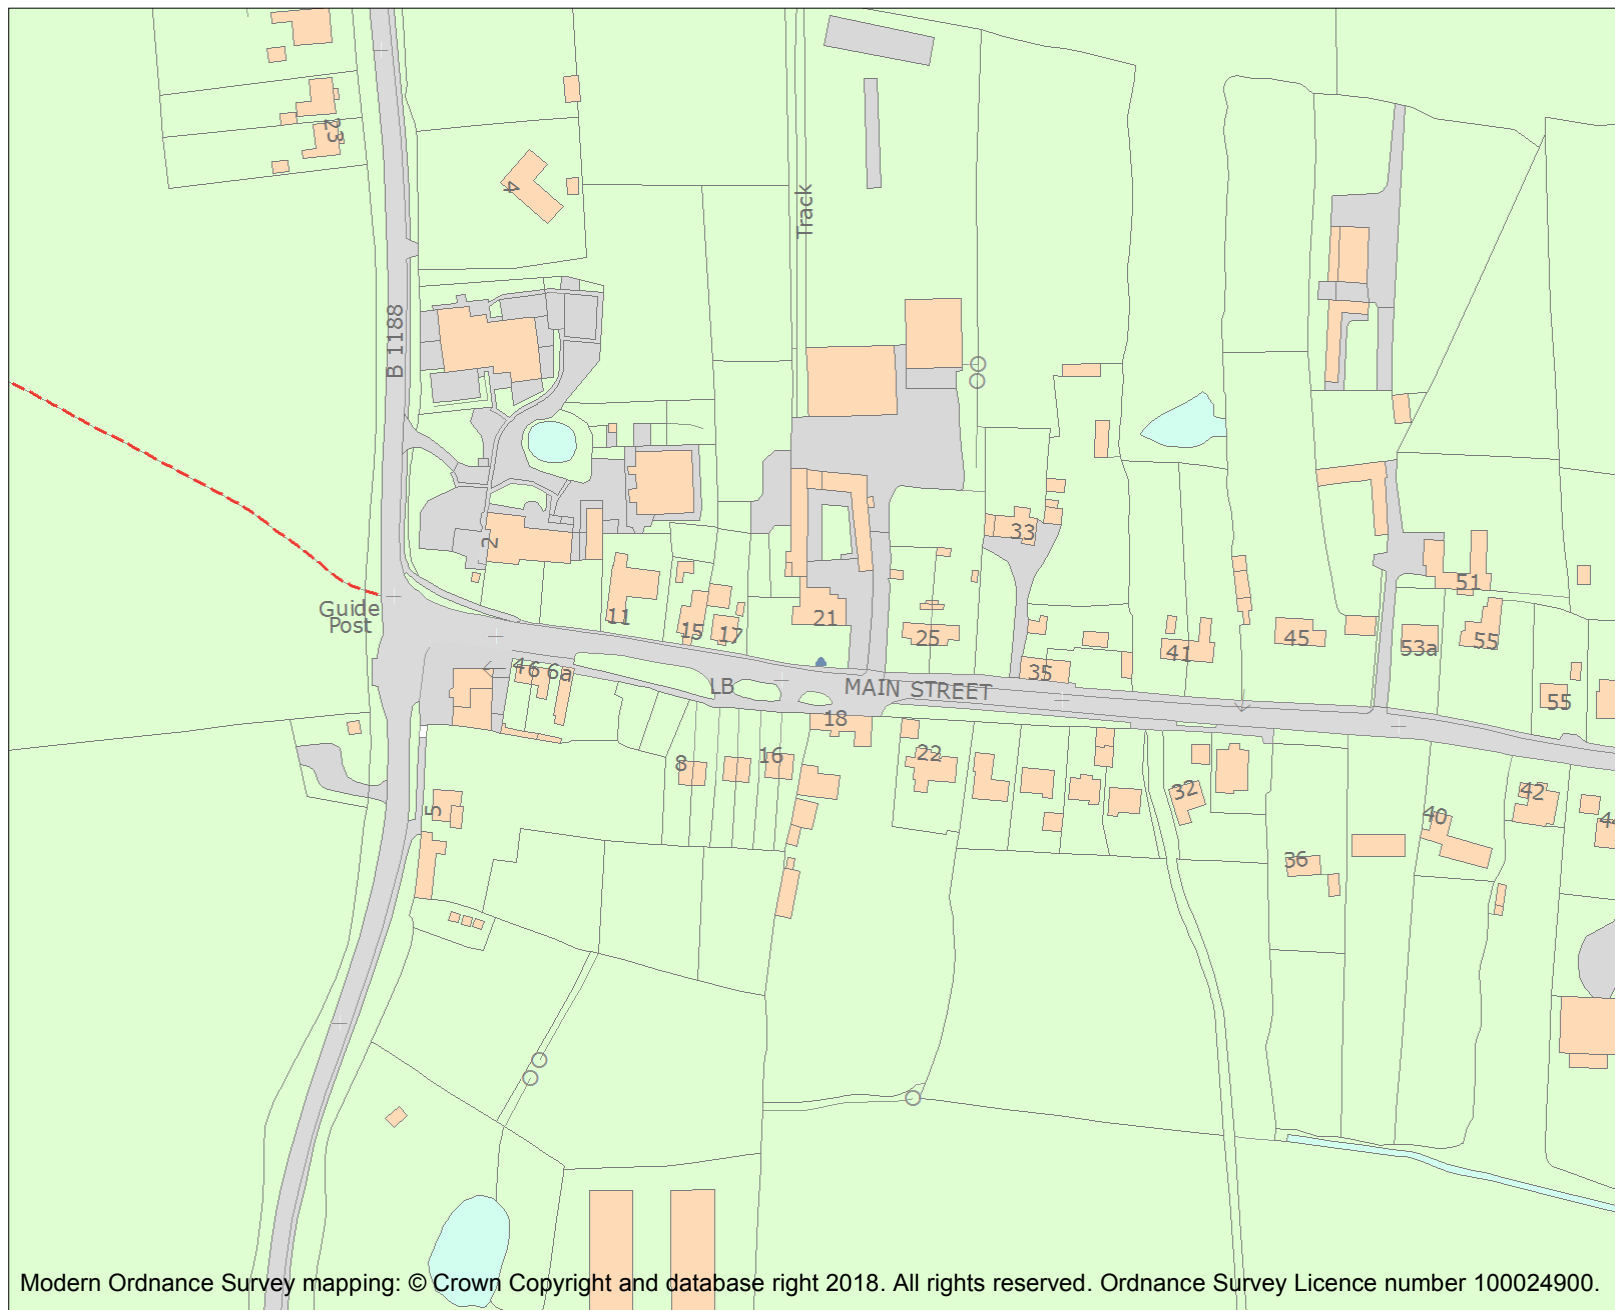 23
4
Track
B 1188
33
2
51
Guide
Post
11
15
17
21
25
35
41
45
53a
55
46
6a
LB
MAIN STREET
55
18
8
16
22
32
42
40
5
36
44
Modern Ordnance Survey mapping: © Crown Copyright and database right 2018. All rights reserved. Ordnance Survey Licence number 100024900.